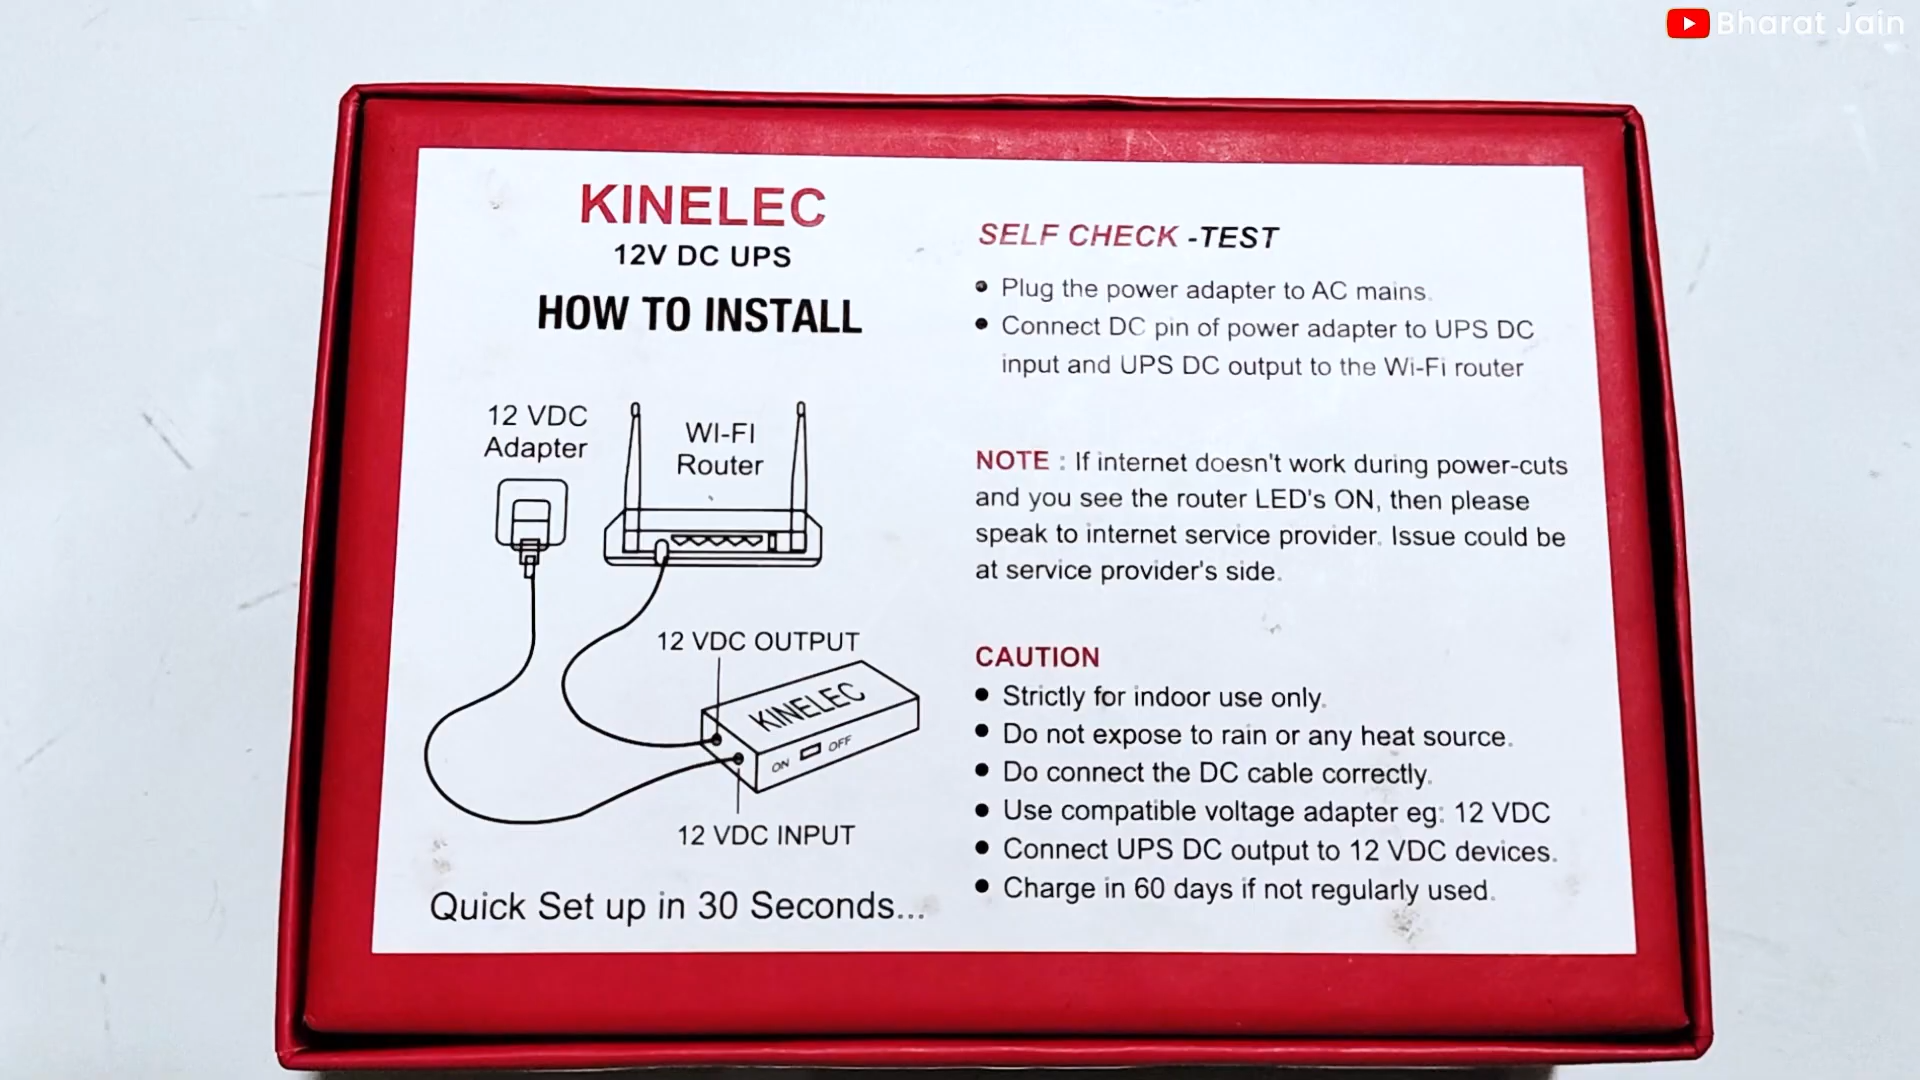 Bharat Jain
KINELEC
12V DC UPS
HOW TO INSTALL
12 VDC
Adapter
WI-FI
Router
12 VDC OUTPUT
KINELEC
ON OFF
12 VDC INPUT
Quick Set up in 30 Seconds...
SELF CHECK -TEST
• Plug the power adapter to AC mains.
• Connect DC pin of power adapter to UPS DC
input and UPS DC output to the Wi-Fi router
NOTE : If internet doesn't work during power-cuts
and you see the router LED's ON, then please
speak to internet service provider. Issue could be
at service provider's side.
CAUTION
• Strictly for indoor use only.
• Do not expose to rain or any heat source.
• Do connect the DC cable correctly.
• Use compatible voltage adapter eg: 12 VDC
• Connect UPS DC output to 12 VDC devices.
• Charge in 60 days if not regularly used.